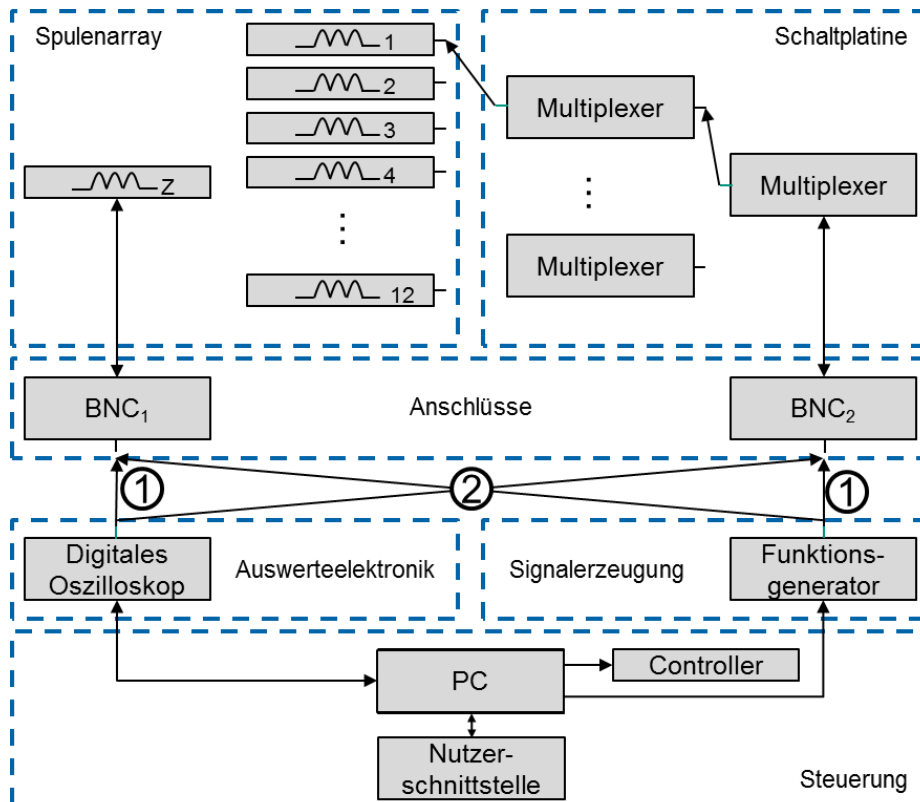 Spulenarray
1
2
3
4
⋮
12
Z
Schaltplatine
Multiplexer
Multiplexer
⋮
Multiplexer
BNC₁
Anschlüsse
BNC₂
1
2
1
Digitales
Oszilloskop
Auswerteelektronik
Signalerzeugung
Funktions-
generator
PC
Controller
Nutzer-
schnittstelle
Steuerung